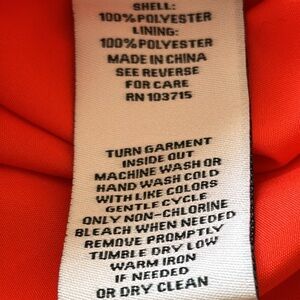 SHELL:
100% POLYESTER
LINING:
100% POLYESTER
MADE IN CHINA
SEE REVERSE
FOR CARE
RN 103715
TURN GARMENT
INSIDE OUT
MACHINE WASH OR
HAND WASH COLD
WITH LIKE COLORS
GENTLE CYCLE
ONLY NON-CHLORINE
BLEACH WHEN NEEDED
REMOVE PROMPTLY
TUMBLE DRY LOW
WARM IRON
IF NEEDED
OR DRY CLEAN